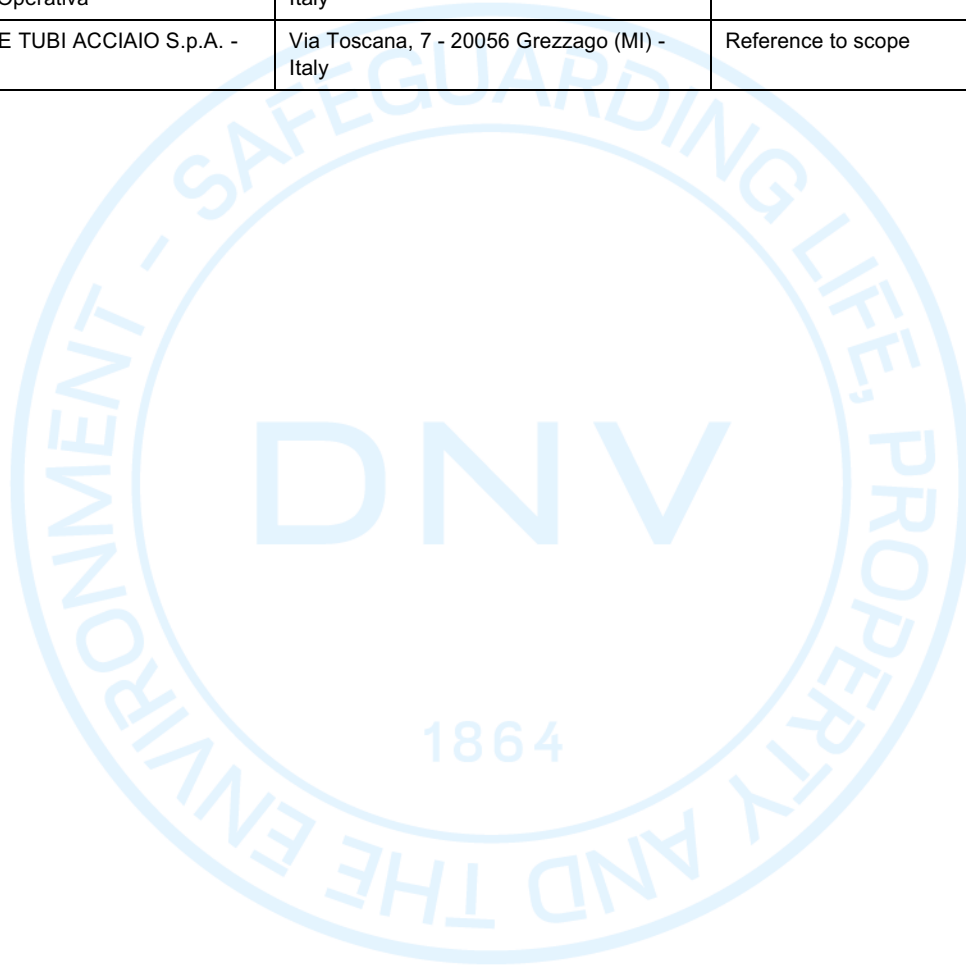 Operativa
Italy
E TUBI ACCIAIO S.p.A. -
Via Toscana, 7 - 20056 Grezzago (MI) -
Italy
Reference to scope
SAFEGUARDING LIFE, PROPERTY AND THE ENVIRONMENT -
DNV
1864